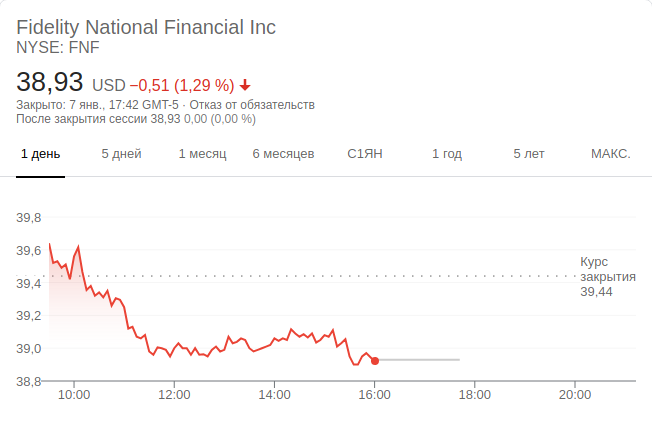 Fidelity National Financial Inc
NYSE: FNF
38,93 USD −0,51 (1,29 %)
Закрыто: 7 янв., 17:42 GMT-5 · Отказ от обязательств
После закрытия сессии 38,93 0,00 (0,00 %)
1 день 5 дней 1 месяц 6 месяцев С1ЯН 1 год 5 лет МАКС.
39,8
39,6
Курс
закрытия
39,44
39,4
39,2
39,0
38,8
10:00 12:00 14:00 16:00 18:00 20:00